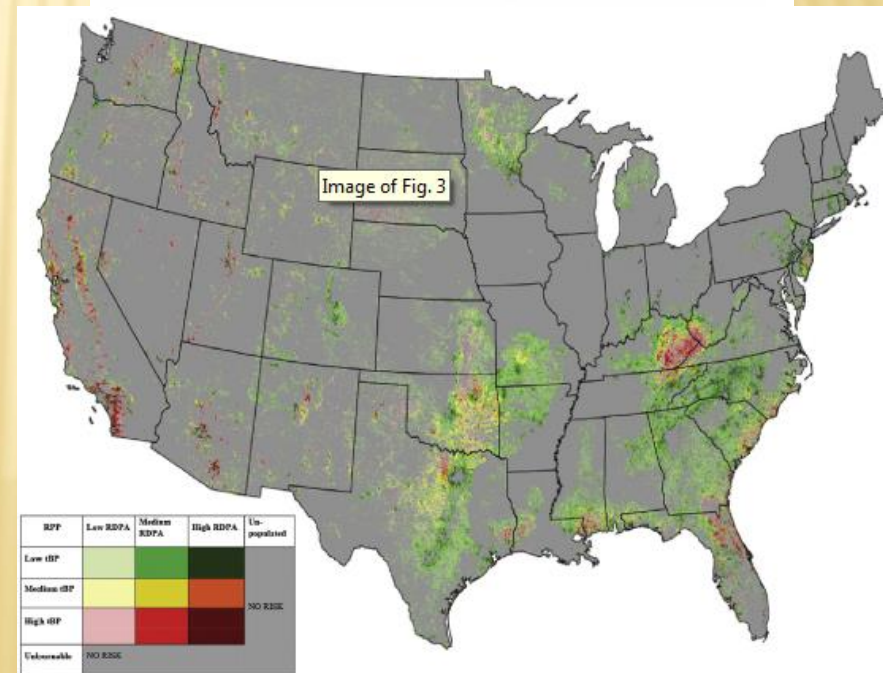 Image of Fig. 3
RPP Low RDPA Medium RDPA High RDPA Un-populated
Low tBP
Medium tBP
NO RISK
High tBP
Unburnable NO RISK